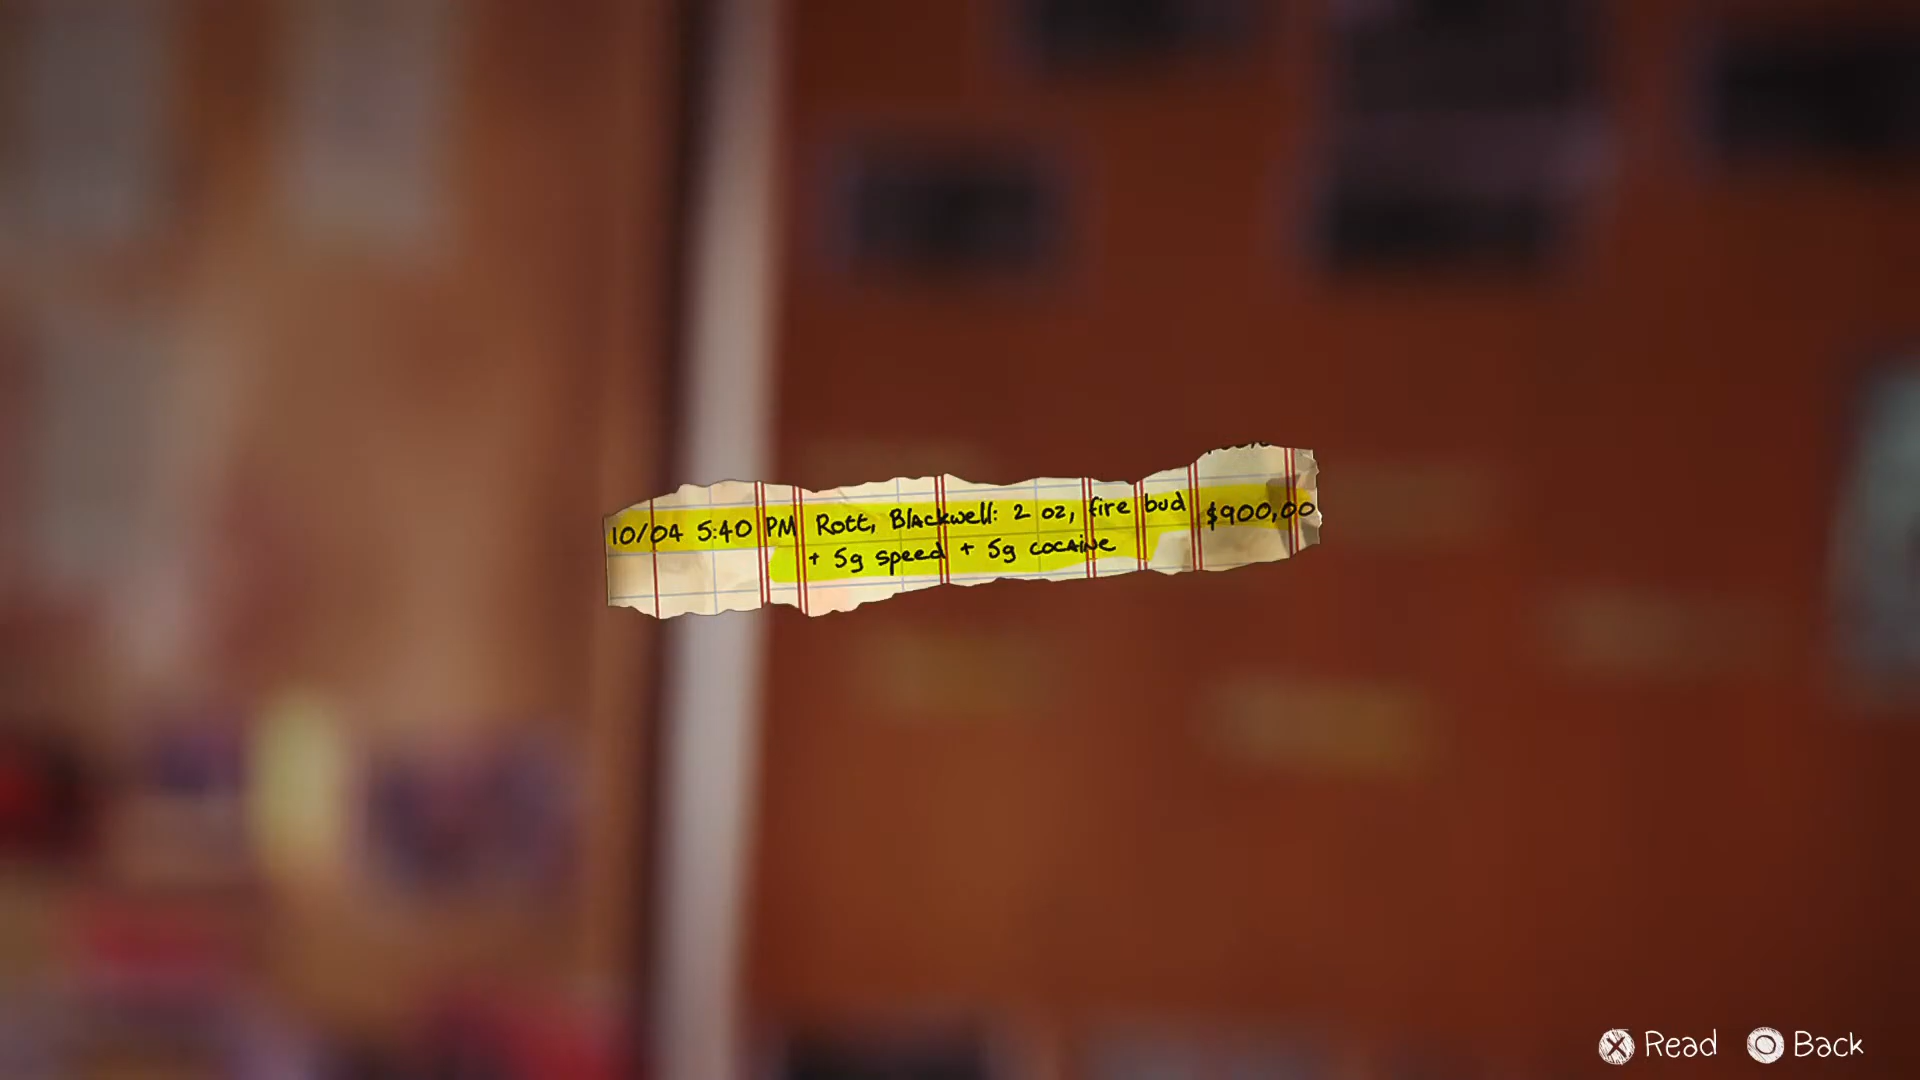 10/04 5:40 PM Rott, Blackwell: 2 oz, fire bud $900,00
+ 5g speed + 5g cocaine
Read Back